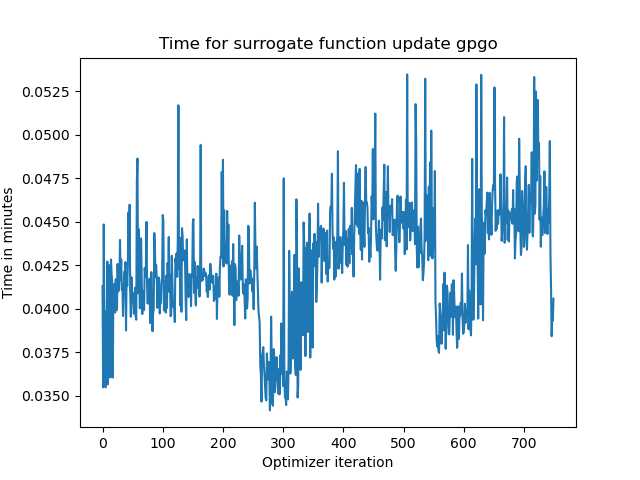 Time for surrogate function update gpgo
0.0525
0.0500
0.0475
0.0450
0.0425
0.0400
0.0375
0.0350
Time in minutes
0 100 200 300 400 500 600 700
Optimizer iteration